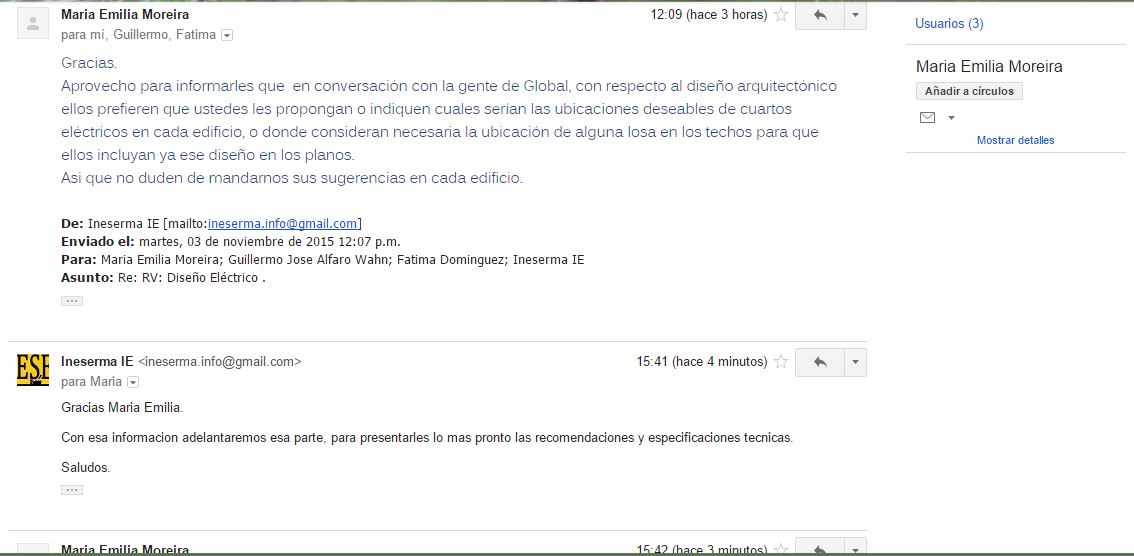 Maria Emilia Moreira
12:09 (hace 3 horas)
para mí, Guillermo, Fatima
Gracias.
Aprovecho para informarles que en conversación con la gente de Global, con respecto al diseño arquitectónico
ellos prefieren que ustedes les propongan o indiquen cuales serían las ubicaciones deseables de cuartos
eléctricos en cada edificio, o donde consideran necesaria la ubicación de alguna losa en los techos para que
ellos incluyan ya ese diseño en los planos.
Asi que no duden de mandarnos sus sugerencias en cada edificio.
De: Ineserma IE [mailto:ineserma.info@gmail.com]
Enviado el: martes, 03 de noviembre de 2015 12:07 p.m.
Para: Maria Emilia Moreira; Guillermo Jose Alfaro Wahn; Fatima Dominguez; Ineserma IE
Asunto: Re: RV: Diseño Eléctrico .
Ineserma IE <ineserma.info@gmail.com>
15:41 (hace 4 minutos)
para Maria
Gracias Maria Emilia.
Con esa informacion adelantaremos esa parte, para presentarles lo mas pronto las recomendaciones y especificaciones tecnicas.
Saludos.
Maria Emilia Moreira
15:42 (hace 3 minutos)
Usuarios (3)
Maria Emilia Moreira
Añadir a círculos
Mostrar detalles